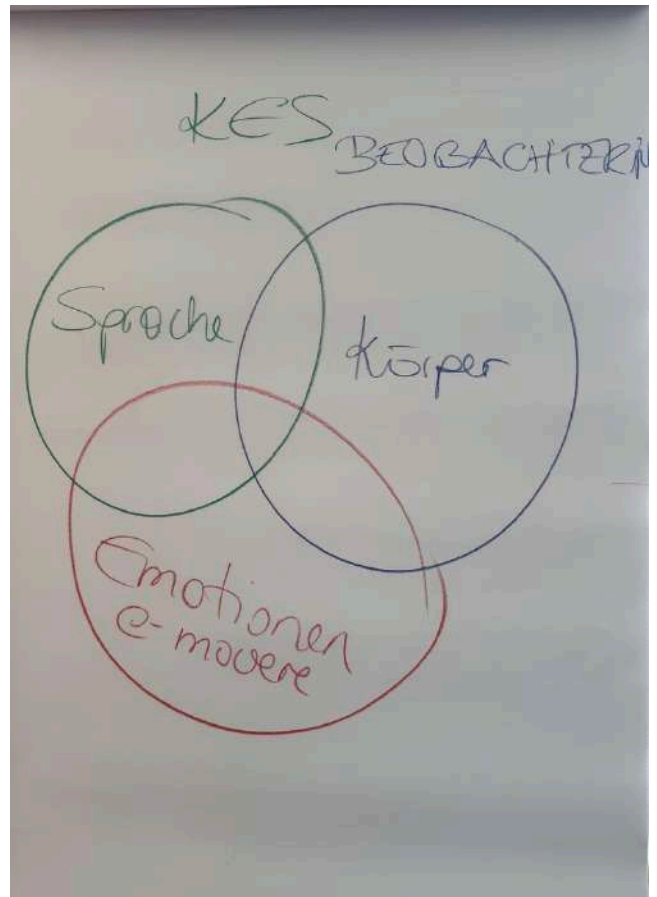 KES
BEOBACHTERIN
Sprache
Körper
Emotionen
e-movere